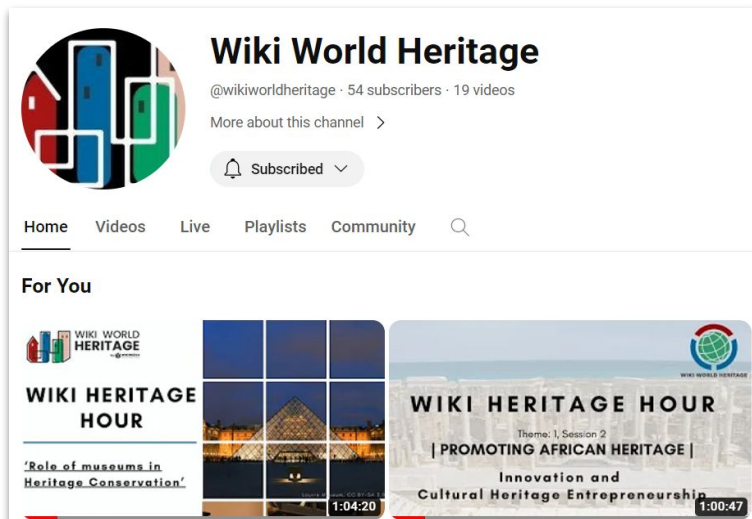 Wiki World Heritage
@wikiworldheritage · 54 subscribers · 19 videos
More about this channel
Subscribed
Home Videos Live Playlists Community
For You
WIKI WORLD
HERITAGE
WIKI HERITAGE
HOUR
‘Role of museums in
Heritage Conservation’
1:04:20
WIKI WORLD HERITAGE
WIKI HERITAGE HOUR
Theme: 1, Session 2
| PROMOTING AFRICAN HERITAGE |
Innovation and
Cultural Heritage Entrepreneurship
1:00:47